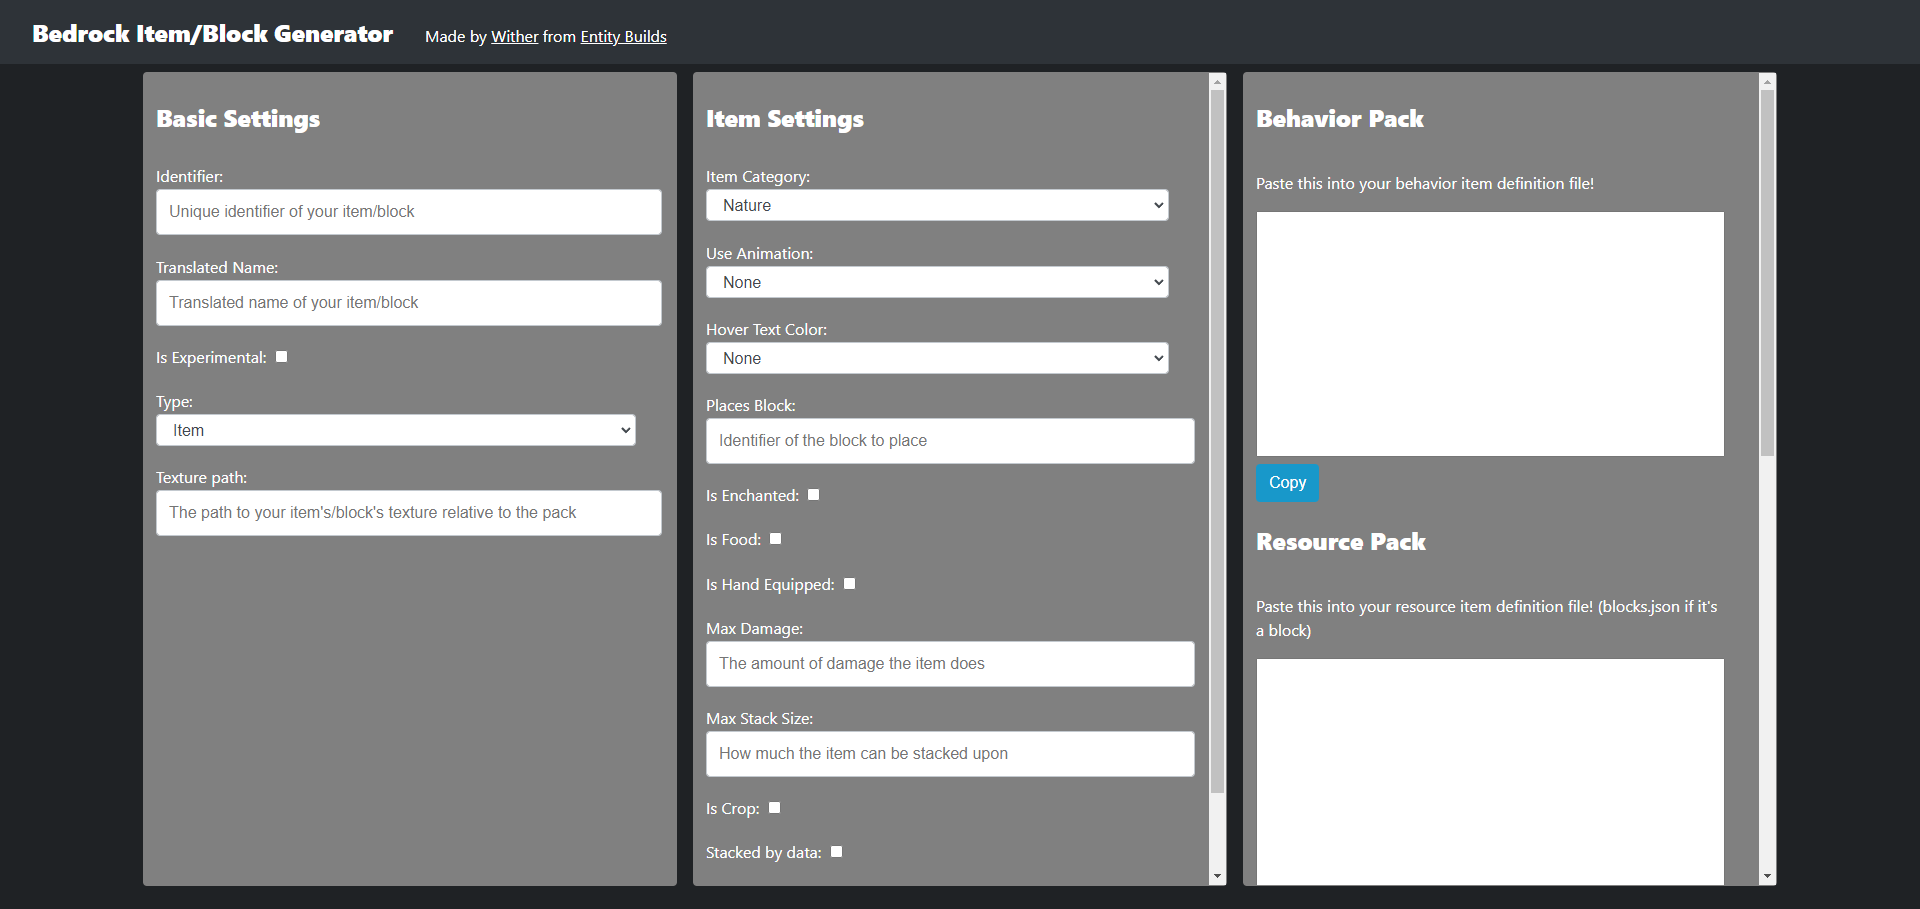 Bedrock Item/Block Generator
Made by Wither from Entity Builds
Basic Settings
Identifier:
Unique identifier of your item/block
Translated Name:
Translated name of your item/block
Is Experimental:
Type:
Item
Texture path:
The path to your item's/block's texture relative to the pack
Item Settings
Item Category:
Nature
Use Animation:
None
Hover Text Color:
None
Places Block:
Identifier of the block to place
Is Enchanted:
Is Food:
Is Hand Equipped:
Max Damage:
The amount of damage the item does
Max Stack Size:
How much the item can be stacked upon
Is Crop:
Stacked by data:
Behavior Pack
Paste this into your behavior item definition file!
Copy
Resource Pack
Paste this into your resource item definition file! (blocks.json if it's
a block)